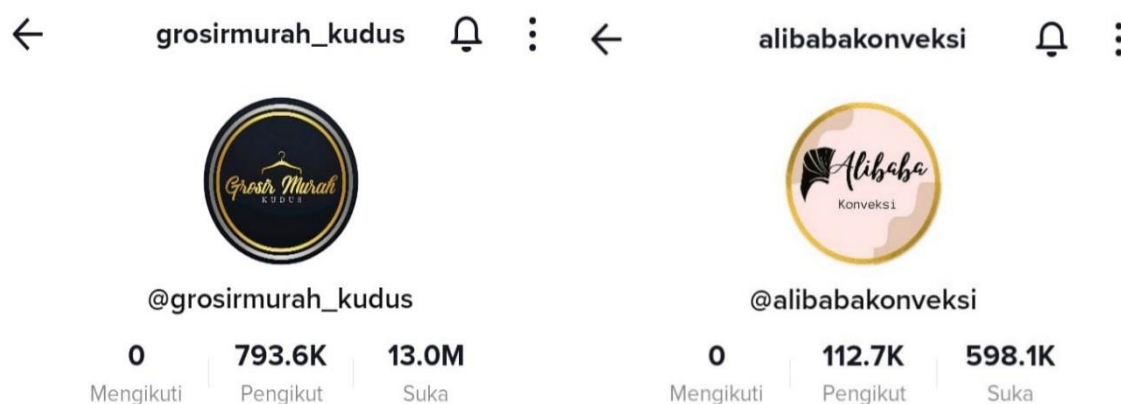 grosirmurah_kudus
Grosir Murah
KUDUS
@grosirmurah_kudus
0 793.6K 13.0M
Mengikuti Pengikut Suka
alibabakonveksi
Alibaba
Konveksi
@alibabakonveksi
0 112.7K 598.1K
Mengikuti Pengikut Suka